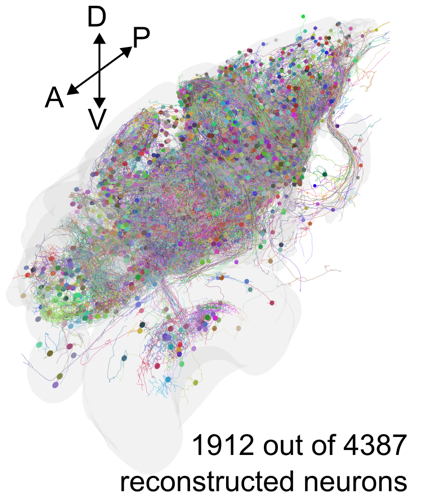 D
P
A
V
1912 out of 4387
reconstructed neurons